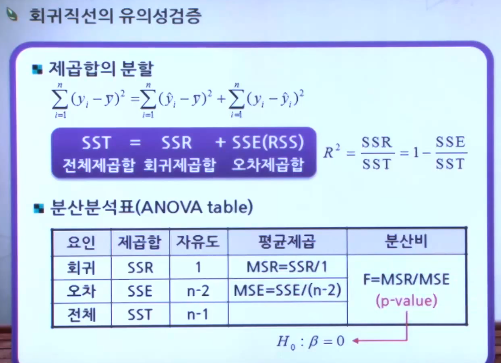 회귀직선의 유의성검증
제곱합의 분할
\sum_{i=1}^{n}(y_i - \bar{y})^2 = \sum_{i=1}^{n}(\hat{y}_i - \bar{y})^2 + \sum_{i=1}^{n}(y_i - \hat{y}_i)^2
SST = SSR + SSE(RSS)
전체제곱합 회귀제곱합 오차제곱합
R^2 = \frac{SSR}{SST} = 1 - \frac{SSE}{SST}
분산분석표(ANOVA table)
요인 제곱합 자유도 평균제곱 분산비
회귀 SSR 1 MSR=SSR/1
오차 SSE n-2 MSE=SSE/(n-2)
전체 SST n-1
F=MSR/MSE
(p-value)
H_0 : β = 0